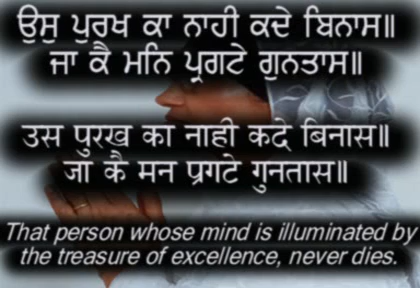 ਉਸੁ ਪੁਰਖ ਕਾ ਨਾਹੀ ਕਦੇ ਬਿਨਾਸ॥
ਜਾ ਕੈ ਮਨਿ ਪ੍ਰਗਟੇ ਗੁਨਤਾਸ॥
उस पुरख का नाही कदे बिनास॥
जा कै मन प्रगटे गुनतास॥
That person whose mind is illuminated by
the treasure of excellence, never dies.